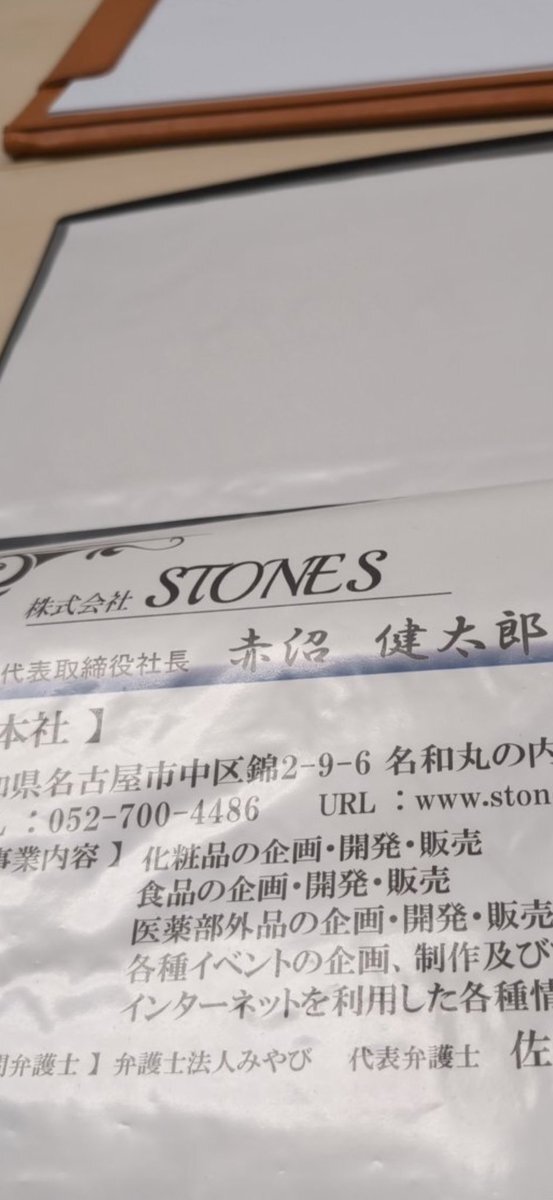 株式会社 STONES
代表取締役社長 赤沼 健太郎
本社 】
県名古屋市中区錦2-9-6 名和丸の内
：052-700-4486 URL：www.ston
事業内容 】 化粧品の企画・開発・販売
食品の企画・開発・販売
医薬部外品の企画・開発・販売
各種イベントの企画、制作及び
インターネットを利用した各種情
弁護士 】 弁護士法人みやび 代表弁護士 佐